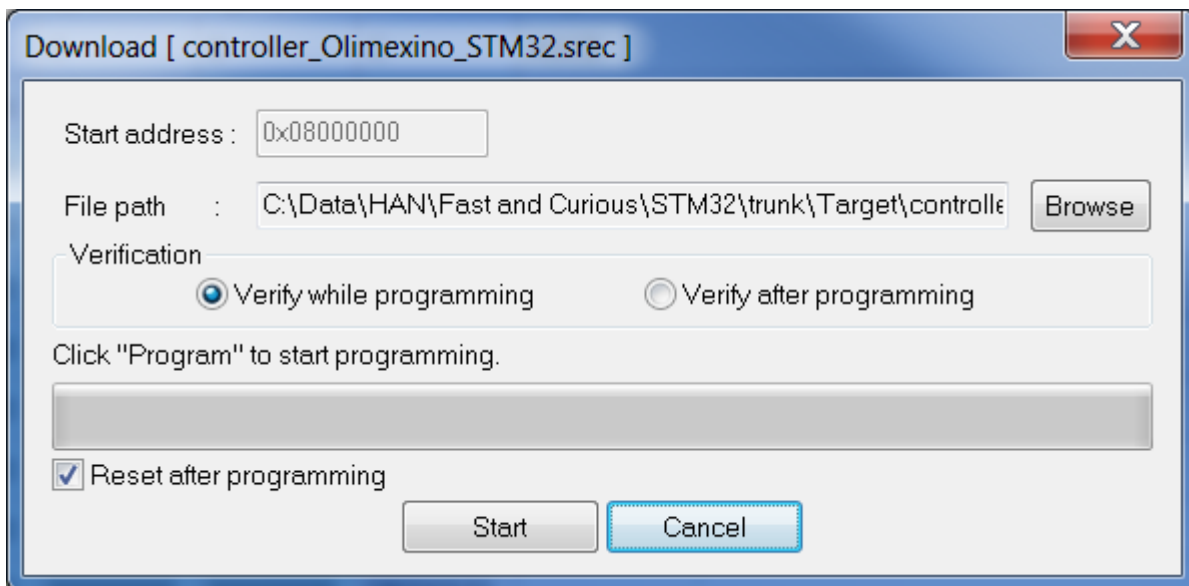 Download [ controller_Olimexino_STM32.srec ]
Start address : 0x08000000
File path : C:\Data\HAN\Fast and Curious\STM32\trunk\Target\controlle Browse
Verification
Verify while programming Verify after programming
Click "Program" to start programming.
Reset after programming
Start Cancel